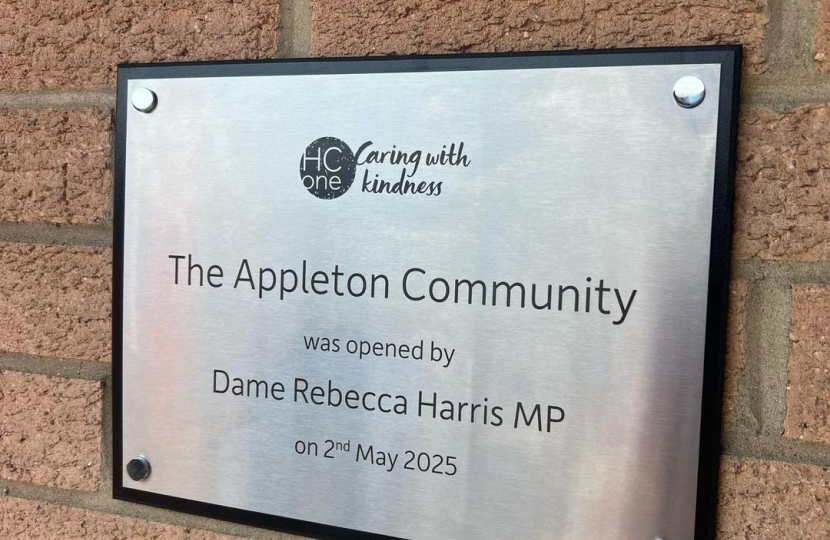 HC
one
Caring with
kindness
The Appleton Community
was opened by
Dame Rebecca Harris MP
on 2nd May 2025